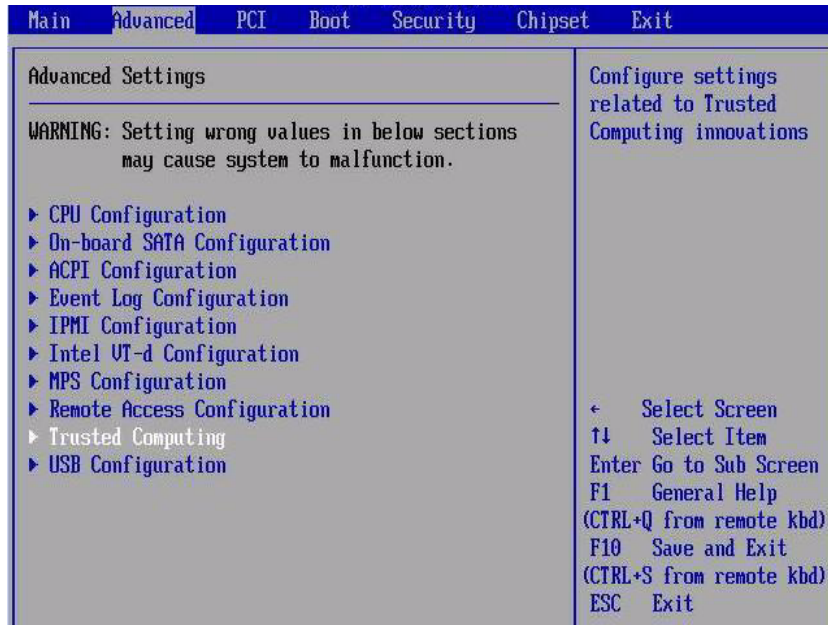 Main Advanced PCI Boot Security Chipset Exit
Advanced Settings
WARNING: Setting wrong values in below sections
may cause system to malfunction.
CPU Configuration
On-board SATA Configuration
ACPI Configuration
Event Log Configuration
IPMI Configuration
Intel VT-d Configuration
MPS Configuration
Remote Access Configuration
Trusted Computing
USB Configuration
Configure settings
related to Trusted
Computing innovations
← Select Screen
↑↓ Select Item
Enter Go to Sub Screen
F1 General Help
(CTRL+Q from remote kbd)
F10 Save and Exit
(CTRL+S from remote kbd)
ESC Exit